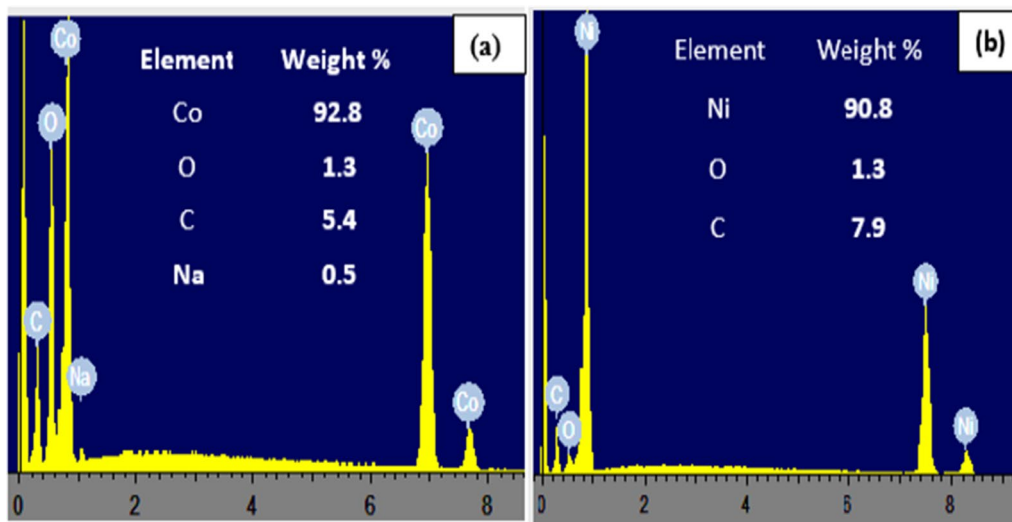 (a)
Element Weight %
Co 92.8
O 1.3
C 5.4
Na 0.5
Co
O
Co
C
Na
Co
0 2 4 6 8
(b)
Element Weight %
Ni 90.8
O 1.3
C 7.9
Ni
Ni
C
O
Ni
0 2 4 6 8